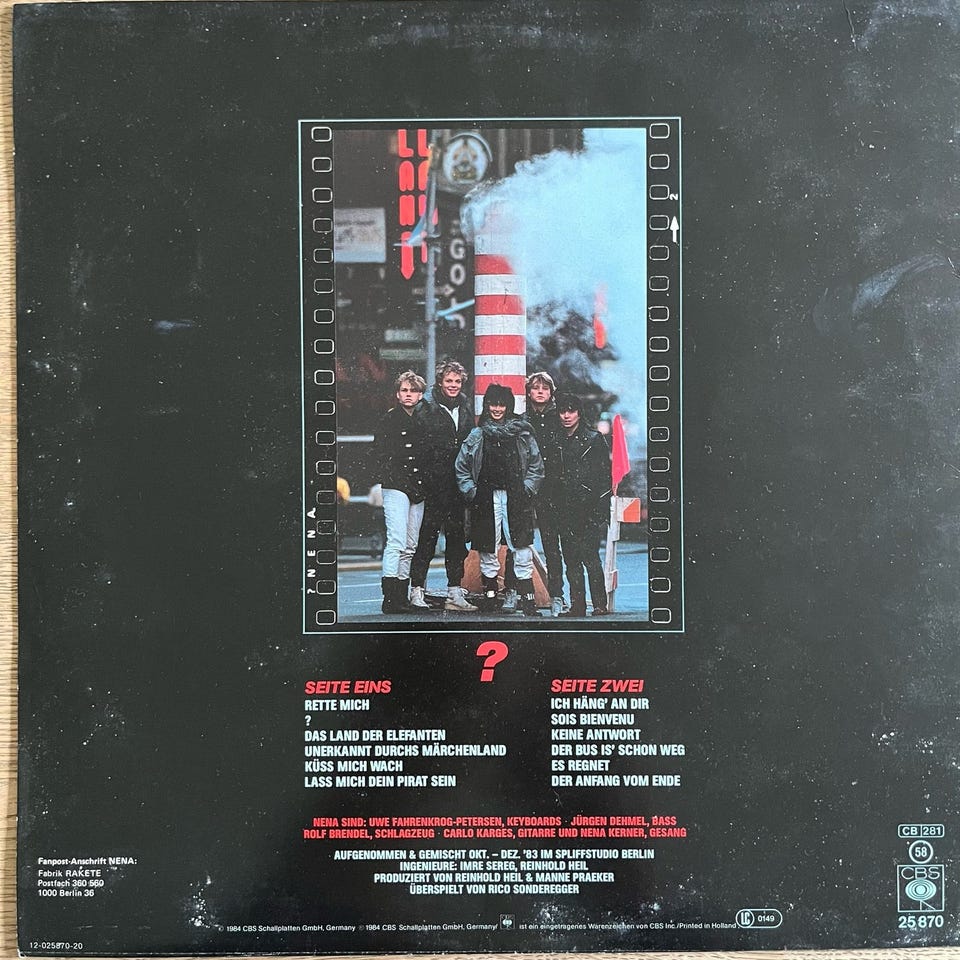 ? NENA
2
?
SEITE EINS
RETTE MICH
?
DAS LAND DER ELEFANTEN
UNERKANNT DURCHS MÄRCHENLAND
KÜSS MICH WACH
LASS MICH DEIN PIRAT SEIN
SEITE ZWEI
ICH HÄNG' AN DIR
SOIS BIENVENU
KEINE ANTWORT
DER BUS IS' SCHON WEG
ES REGNET
DER ANFANG VOM ENDE
NENA SIND: UWE FAHRENKROG-PETERSEN, KEYBOARDS · JÜRGEN DEHMEL, BASS
ROLF BRENDEL, SCHLAGZEUG · CARLO KARGES, GITARRE UND NENA KERNER, GESANG
AUFGENOMMEN & GEMISCHT OKT. – DEZ. '83 IM SPLIFFSTUDIO BERLIN
INGENIEURE: IMRE SEREG, REINHOLD HEIL
PRODUZIERT VON REINHOLD HEIL & MANNE PRAEKER
ÜBERSPIELT VON RICO SONDEREGGER
Fanpost-Anschrift NENA:
Fabrik RAKETE
Postfach 360 560
1000 Berlin 36
CB 281
58
CBS
25 870
℗ 1984 CBS Schallplatten GmbH, Germany © 1984 CBS Schallplatten GmbH, Germany/ ist ein eingetragenes Warenzeichen von CBS Inc./Printed in Holland
LC 0149
12-025870-20